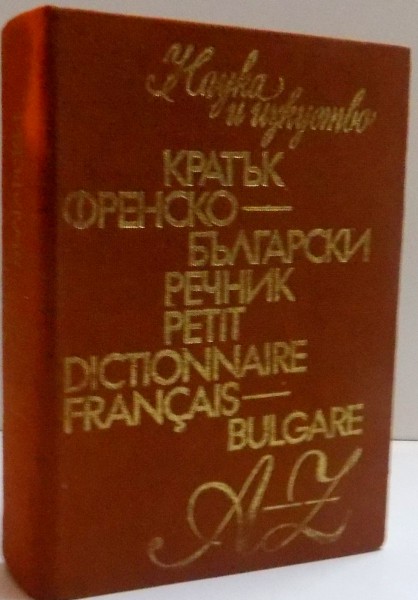 Наука
и изкуство
КРАТЪК
ФРЕНСКО—
БЪЛГАРСКИ
РЕЧНИК
PETIT
DICTIONNAIRE
FRANÇAIS—
BULGARE
A—Z